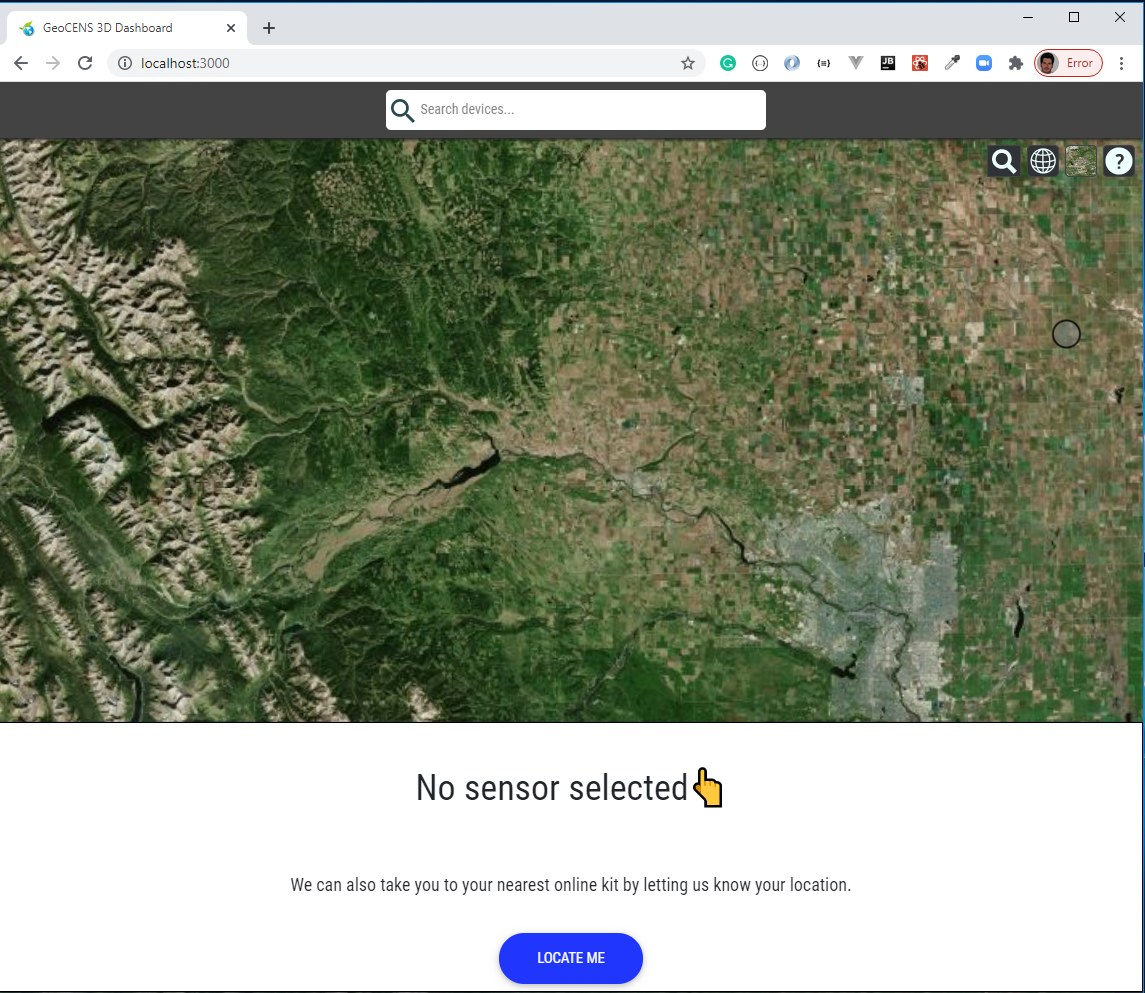 GeoCENS 3D Dashboard
localhost:3000
JB
Error
Search devices...
?
No sensor selected👆
We can also take you to your nearest online kit by letting us know your location.
LOCATE ME